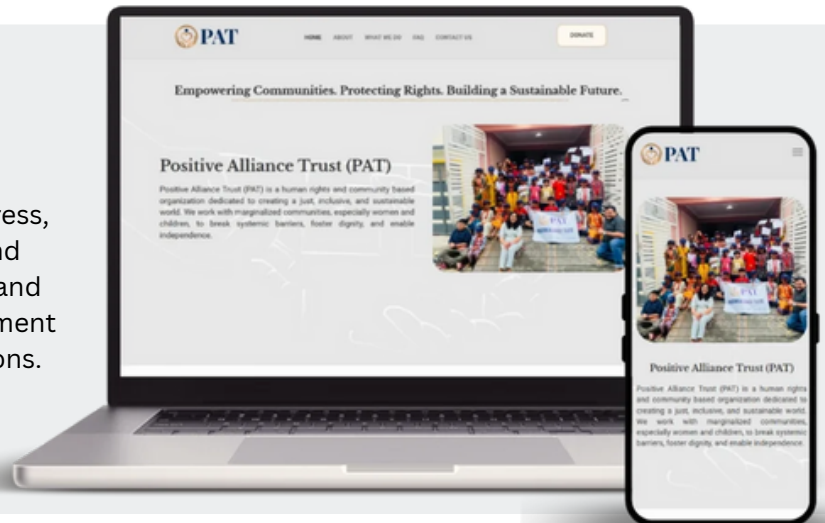 ress,
nd
and
ment
ons.
PAT
HOME ABOUT WHAT WE DO FAQ CONTACT US
DONATE
Empowering Communities. Protecting Rights. Building a Sustainable Future.
Positive Alliance Trust (PAT)
Positive Alliance Trust (PAT) is a human rights and community based
organization dedicated to creating a just, inclusive, and sustainable
world. We work with marginalized communities, especially women and
children, to break systemic barriers, foster dignity, and enable
independence.
PAT
PAT
PAT
Positive Alliance Trust (PAT)
Positive Alliance Trust (PAT) is a human rights
and community based organization dedicated to
creating a just, inclusive, and sustainable world.
We work with marginalized communities,
especially women and children, to break systemic
barriers, foster dignity, and enable independence.